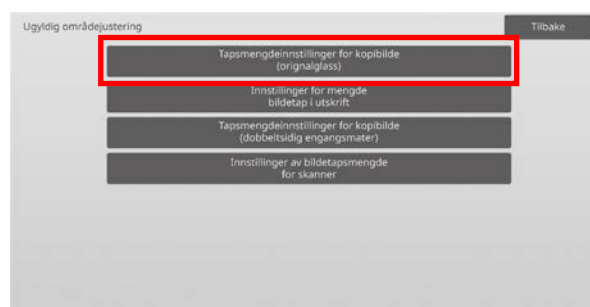 Ugyldig områdejustering
Tilbake
Tapsmengdeinnstillinger for kopibilde
(orignalglass)
Innstillinger for mengde
bildetap i utskrift
Tapsmengdeinnstillinger for kopibilde
(dobbeltsidig engangsmater)
Innstillinger av bildetapsmengde
for skanner